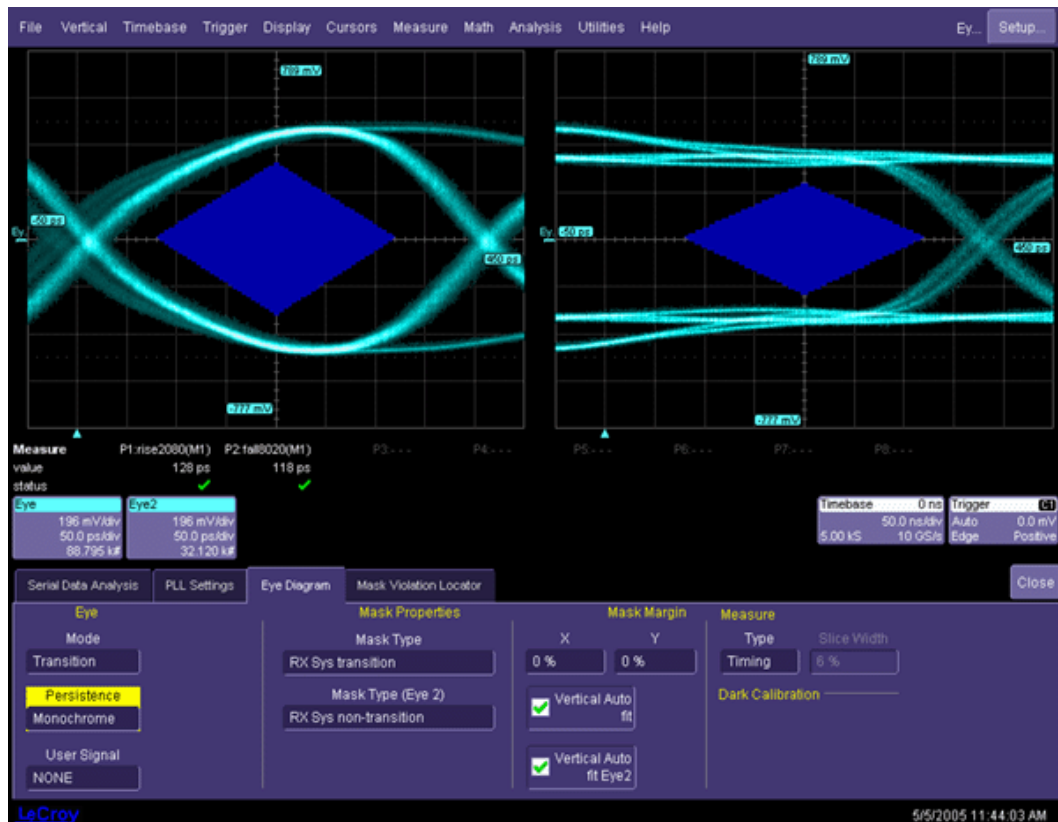 File Vertical Timebase Trigger Display Cursors Measure Math Analysis Utilities Help Ey... Setup...
789 mV 789 mV
-50 ps -50 ps
Ey. Ey.
450 ps 450 ps
-777 mV -777 mV
Measure P1:rise2080(M1) P2:fall8020(M1) P3:--- P4:--- P5:--- P6:--- P7:--- P8:---
value 128 ps 118 ps
status
Eye Eye2 Timebase 0 ns Trigger C1
196 mV/div 196 mV/div 50.0 ns/div Auto 0.0 mV
50.0 ps/div 50.0 ps/div 5.00 kS 10 GS/s Edge Positive
88.795 k# 32.120 k#
Serial Data Analysis PLL Settings Eye Diagram Mask Violation Locator Close
Eye Mask Properties Mask Margin Measure
Mode Mask Type X Y Type Slice Width
Transition RX Sys transition 0 % 0 % Timing 6 %
Persistence Mask Type (Eye 2) Vertical Auto fit Dark Calibration
Monochrome RX Sys non-transition
User Signal Vertical Auto
NONE fit Eye2
LeCroy 5/5/2005 11:44:03 AM